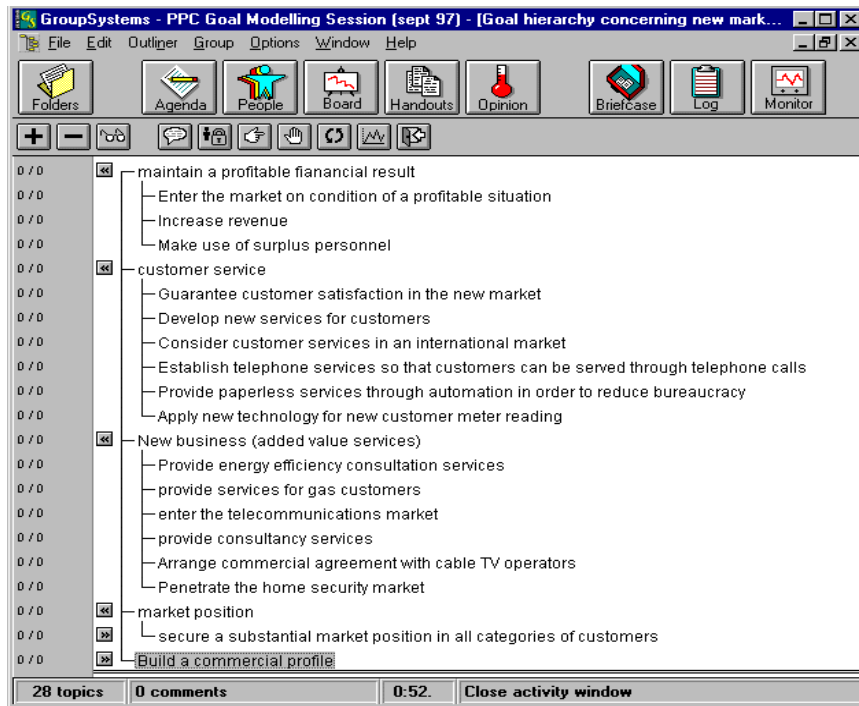 GroupSystems - PPC Goal Modelling Session (sept 97) - [Goal hierarchy concerning new mark...
File Edit Outliner Group Options Window Help
Folders Agenda People Board Handouts Opinion Briefcase Log Monitor
0 / 0 « maintain a profitable fianancial result
0 / 0 Enter the market on condition of a profitable situation
0 / 0 Increase revenue
0 / 0 Make use of surplus personnel
0 / 0 « customer service
0 / 0 Guarantee customer satisfaction in the new market
0 / 0 Develop new services for customers
0 / 0 Consider customer services in an international market
0 / 0 Establish telephone services so that customers can be served through telephone calls
0 / 0 Provide paperless services through automation in order to reduce bureaucracy
0 / 0 Apply new technology for new customer meter reading
0 / 0 « New business (added value services)
0 / 0 Provide energy efficiency consultation services
0 / 0 provide services for gas customers
0 / 0 enter the telecommunications market
0 / 0 provide consultancy services
0 / 0 Arrange commercial agreement with cable TV operators
0 / 0 Penetrate the home security market
0 / 0 « market position
0 / 0 » secure a substantial market position in all categories of customers
0 / 0 » Build a commercial profile
28 topics 0 comments 0:52. Close activity window